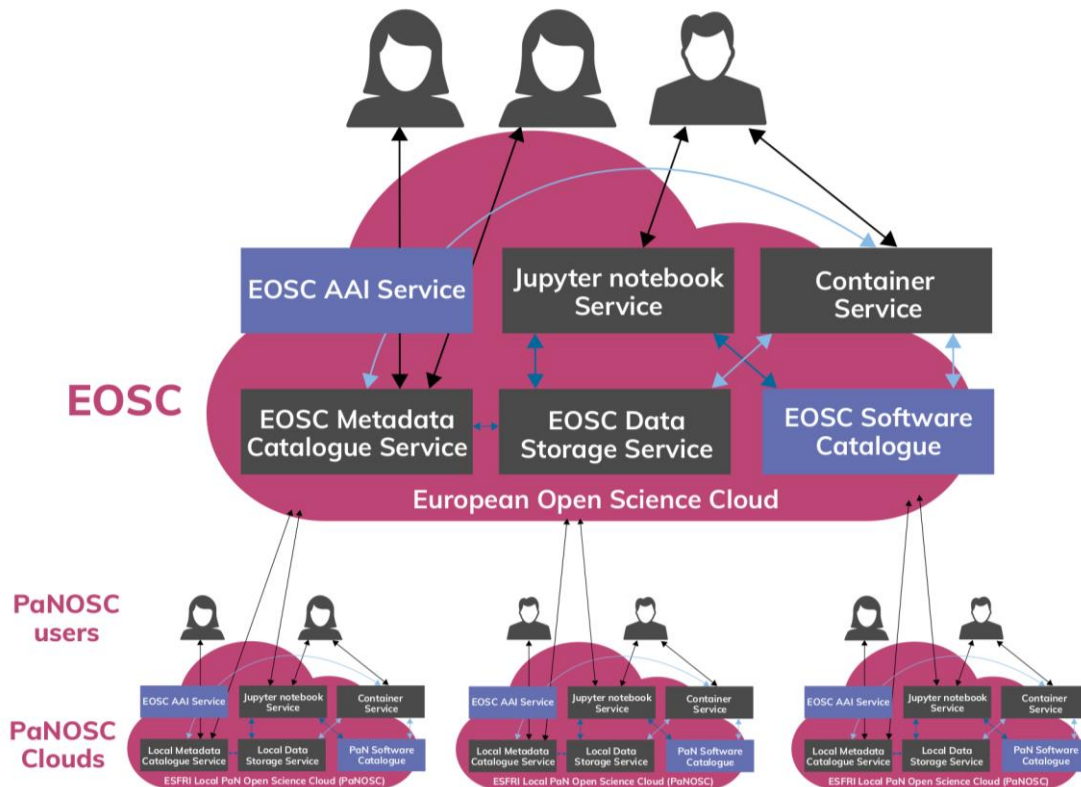 EOSC AAI Service
Jupyter notebook
Service
Container
Service
EOSC
EOSC Metadata
Catalogue Service
EOSC Data
Storage Service
EOSC Software
Catalogue
European Open Science Cloud
PaNOSC
users
PaNOSC
Clouds
EOSC AAI Service
Jupyter notebook
Service
Container
Service
Local Metadata
Catalogue Service
Local Data
Storage Service
PaN Software
Catalogue
ESFRI Local PaN Open Science Cloud (PaNOSC)
EOSC AAI Service
Jupyter notebook
Service
Container
Service
Local Metadata
Catalogue Service
Local Data
Storage Service
PaN Software
Catalogue
ESFRI Local PaN Open Science Cloud (PaNOSC)
EOSC AAI Service
Jupyter notebook
Service
Container
Service
Local Metadata
Catalogue Service
Local Data
Storage Service
PaN Software
Catalogue
ESFRI Local PaN Open Science Cloud (PaNOSC)